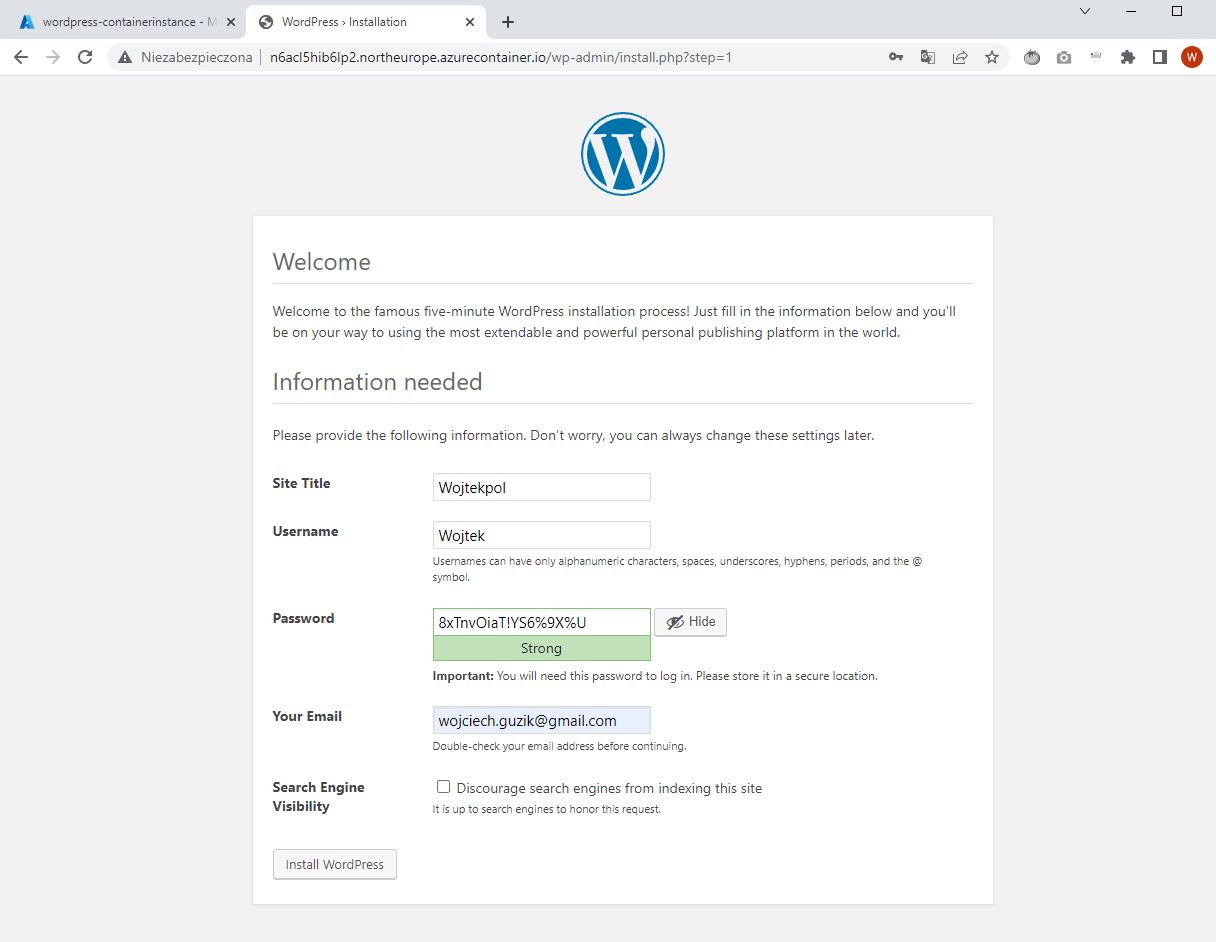 wordpress-containerinstance - M
WordPress › Installation
Niezabezpieczona
n6acl5hib6lp2.northeurope.azurecontainer.io/wp-admin/install.php?step=1
W
Welcome
Welcome to the famous five-minute WordPress installation process! Just fill in the information below and you’ll
be on your way to using the most extendable and powerful personal publishing platform in the world.
Information needed
Please provide the following information. Don’t worry, you can always change these settings later.
Site Title
Wojtekpol
Username
Wojtek
Usernames can have only alphanumeric characters, spaces, underscores, hyphens, periods, and the @
symbol.
Password
8xTnvOiaT!YS6%9X%U
Hide
Strong
Important: You will need this password to log in. Please store it in a secure location.
Your Email
wojciech.guzik@gmail.com
Double-check your email address before continuing.
Search Engine
Visibility
Discourage search engines from indexing this site
It is up to search engines to honor this request.
Install WordPress